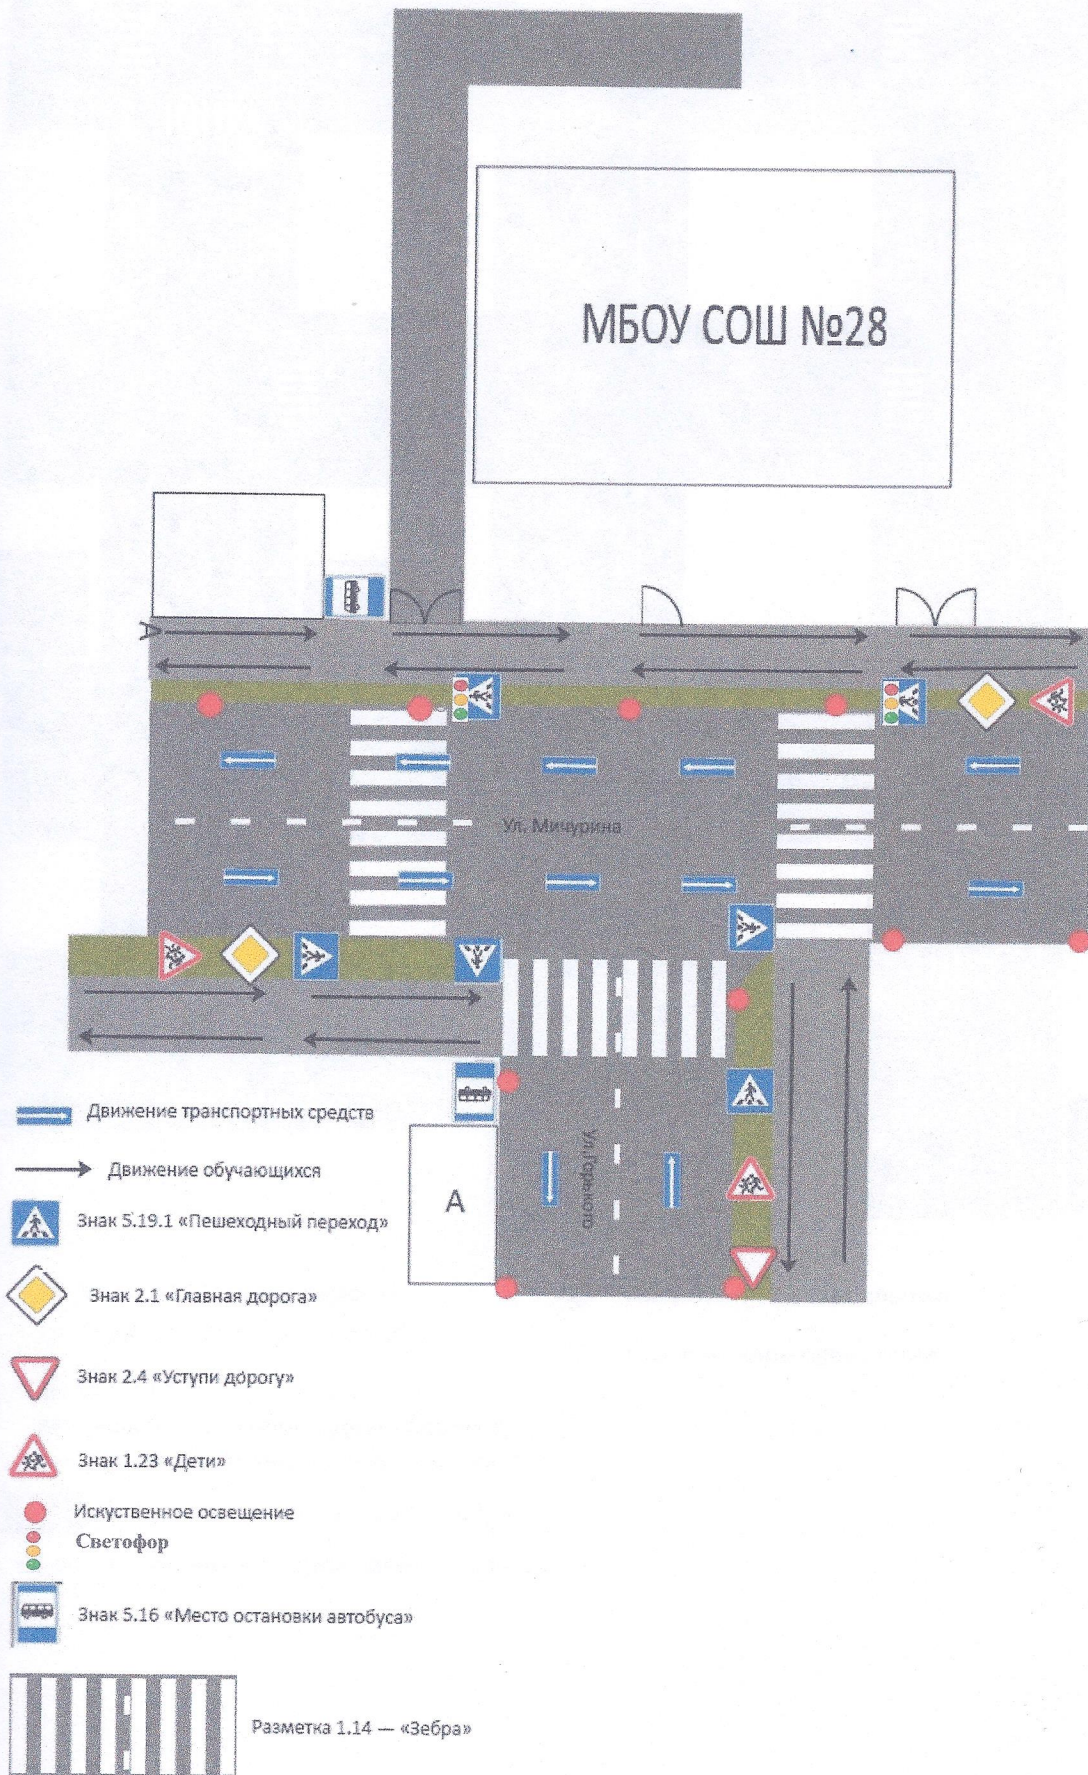 МБОУ СОШ №28
А
Ул. Мичурина
Ул.Горького
А
Движение транспортных средств
Движение обучающихся
Знак 5.19.1 «Пешеходный переход»
Знак 2.1 «Главная дорога»
Знак 2.4 «Уступи дорогу»
Знак 1.23 «Дети»
Искуственное освещение
Светофор
Знак 5.16 «Место остановки автобуса»
Разметка 1.14 — «Зебра»